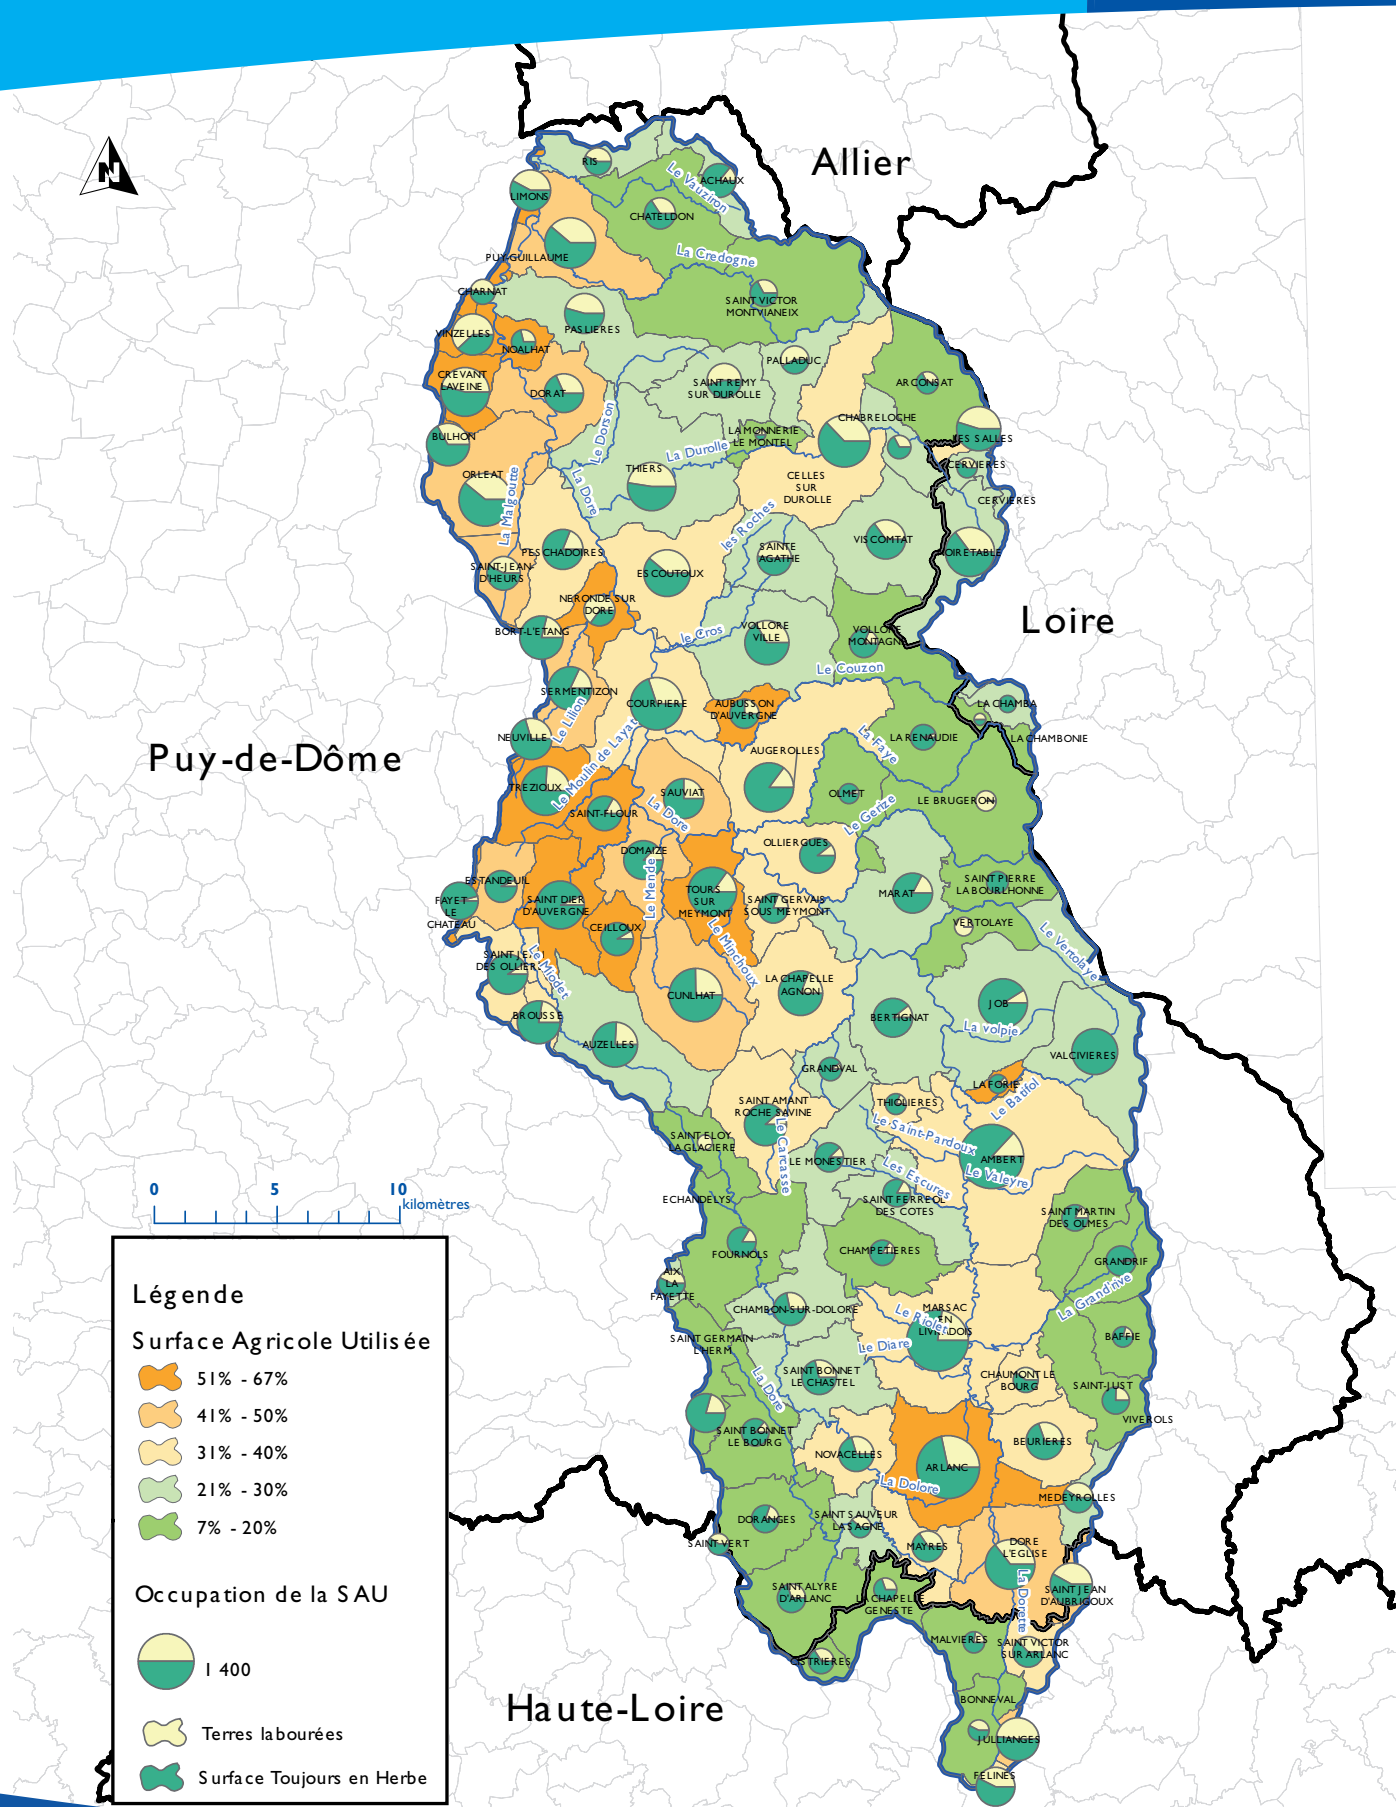 N
Allier
RIS
ACHAUX
Le Vauziron
LIMONS
CHATELDON
PUY-GUILLAUME
La Credogne
CHARNAT
SAINT VICTOR
MONTVIANEIX
VINZELLES
PASLIERES
NOALHAT
PALLADUC
CREVANT
LAVEINE
DORAT
SAINT REMY
SUR DUROLLE
ARCONSAT
CHABRELOCHE
BULHON
Le Dorson
LA MONNERIE
LE MONTEL
LES SALLES
La Durolle
THIERS
CERVIERES
ORLEAT
La Malgoutte
La Dore
CELLES
SUR
DUROLLE
CERVIERES
les Roches
VISCOMTAT
PESCHADOIRES
SAINTE
AGATHE
NOIRETABLE
SAINT-JEAN-
D'HEURS
ESCOUTOUX
NERONDE SUR
DORE
BORT-L'ETANG
le Cros
VOLLORE
VILLE
VOLLORE
MONTAGNE
Loire
Le Couzon
SERMENTIZON
COURPIERE
AUBUSSON
D'AUVERGNE
LA CHAMBA
Le Lilion
NEUVILLE
Le Moulin de Layat
LA RENAUDIE
LA CHAMBONIE
Puy-de-Dôme
AUGEROLLES
La Faye
TREZIOUX
SAUVIAT
OLMET
LE BRUGERON
SAINT-FLOUR
La Dore
Le Gerize
DOMAIZE
OLLIERGUES
ESTANDEUIL
Le Mende
SAINT PIERRE
LA BOURLHONNE
FAYET
LE
CHATEAU
SAINT DIER
D'AUVERGNE
TOURS
SUR
MEYMONT
SAINT GERVAIS
SOUS MEYMONT
MARAT
CEILLOUX
Le Minchoux
VERTOLAYE
Le Vertolaye
SAINT JE
DES OLLIER
Le Miodet
CUNLHAT
LA CHAPELLE
AGNON
JOB
BROUSSE
BERTIGNAT
La volpie
AUZELLES
VALCIVIERES
GRANDVAL
LA FORIE
Le Batifol
SAINT AMANT
ROCHE SAVINE
THIOLIERES
Le Saint-Pardoux
SAINT ELOY
LA GLACIERE
Le Carcasse
LE MONESTIER
AMBERT
Les Escures
Le Valeyre
0 5 10
kilomètres
ECHANDELYS
SAINT FERREOL
DES COTES
SAINT MARTIN
DES OLMES
FOURNOLS
CHAMPETIERES
GRANDRIF
AIX
LA
FAYETTE
La Grand'rive
CHAMBON-SUR-DOLORE
Le Riolet
MARSAC
EN
LIVRADOIS
BAFFIE
SAINT GERMAIN
L'HERM
Le Diare
La Dore
SAINT BONNET
LE CHASTEL
CHAUMONT LE
BOURG
SAINT-JUST
VIVEROLS
SAINT BONNET
LE BOURG
NOVACELLES
BEURIERES
ARLANC
La Dolore
MEDEYROLLES
DORANGES
SAINT SAUVEUR
LA SAGNE
SAINT VERT
MAYRES
DORE
L'EGLISE
SAINT ALYRE
D'ARLANC
LA CHAPELLE
GENESTE
La Dorette
SAINT JEAN
D'AUBRIGOUX
MALVIERES
SAINT VICTOR
SUR ARLANC
CISTRIERES
BONNEVAL
Haute-Loire
JULLIANGES
FELINES
Légende
Surface Agricole Utilisée
51% - 67%
41% - 50%
31% - 40%
21% - 30%
7% - 20%
Occupation de la SAU
1 400
Terres labourées
Surface Toujours en Herbe